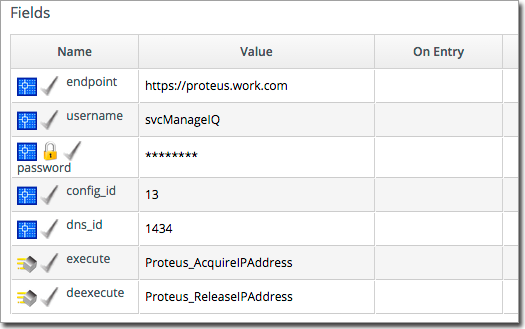 Fields
Name Value On Entry
endpoint https://proteus.work.com
username svcManageIQ
password ********
config_id 13
dns_id 1434
execute Proteus_AcquireIPAddress
deexecute Proteus_ReleaseIPAddress